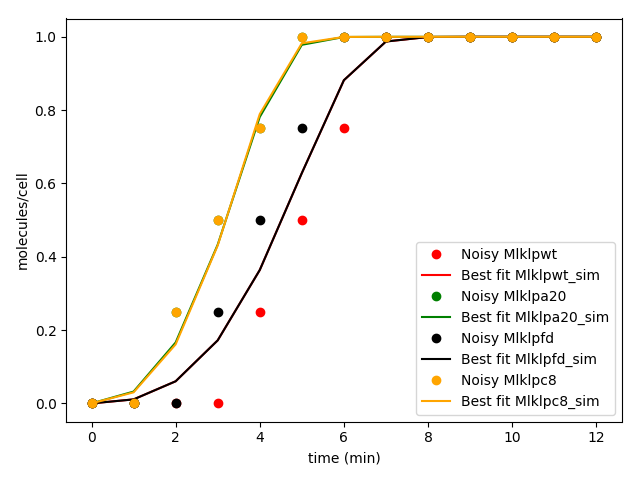 1.0
0.8
0.6
0.4
0.2
0.0
molecules/cell
0 2 4 6 8 10 12
time (min)
Noisy Mlklpwt
Best fit Mlklpwt_sim
Noisy Mlklpa20
Best fit Mlklpa20_sim
Noisy Mlklpfd
Best fit Mlklpfd_sim
Noisy Mlklpc8
Best fit Mlklpc8_sim